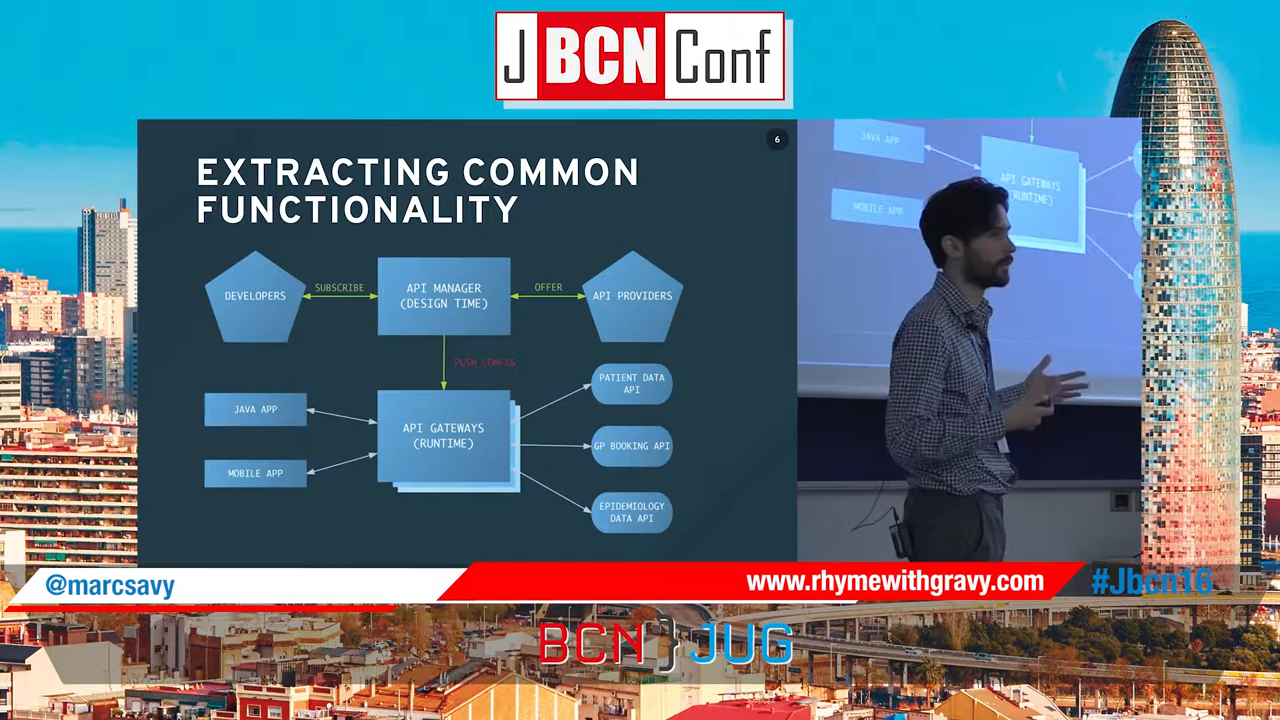 J BCN Conf
6
EXTRACTING COMMON
FUNCTIONALITY
DEVELOPERS
SUBSCRIBE
API MANAGER
(DESIGN TIME)
OFFER
API PROVIDERS
PUSH CONFIG
JAVA APP
MOBILE APP
API GATEWAYS
(RUNTIME)
PATIENT DATA
API
GP BOOKING API
EPIDEMIOLOGY
DATA API
JAVA APP
MOBILE APP
API GATEWAYS
(RUNTIME)
@marcsavy
www.rhymewithgravy.com
#Jbcn16
BCN JUG